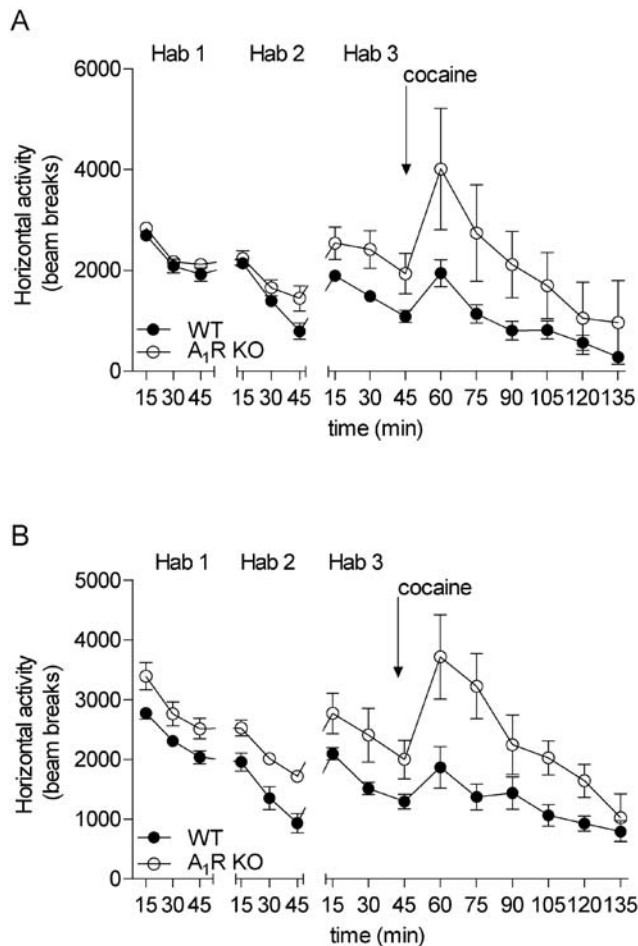 A
Hab 1 Hab 2 Hab 3
cocaine
6000
4000
2000
0
Horizontal activity
(beam breaks)
WT
A₁R KO
15 30 45 15 30 45 15 30 45 60 75 90 105 120 135
time (min)
B
Hab 1 Hab 2 Hab 3
cocaine
5000
4000
3000
2000
1000
0
Horizontal activity
(beam breaks)
WT
A₁R KO
15 30 45 15 30 45 15 30 45 60 75 90 105 120 135
time (min)